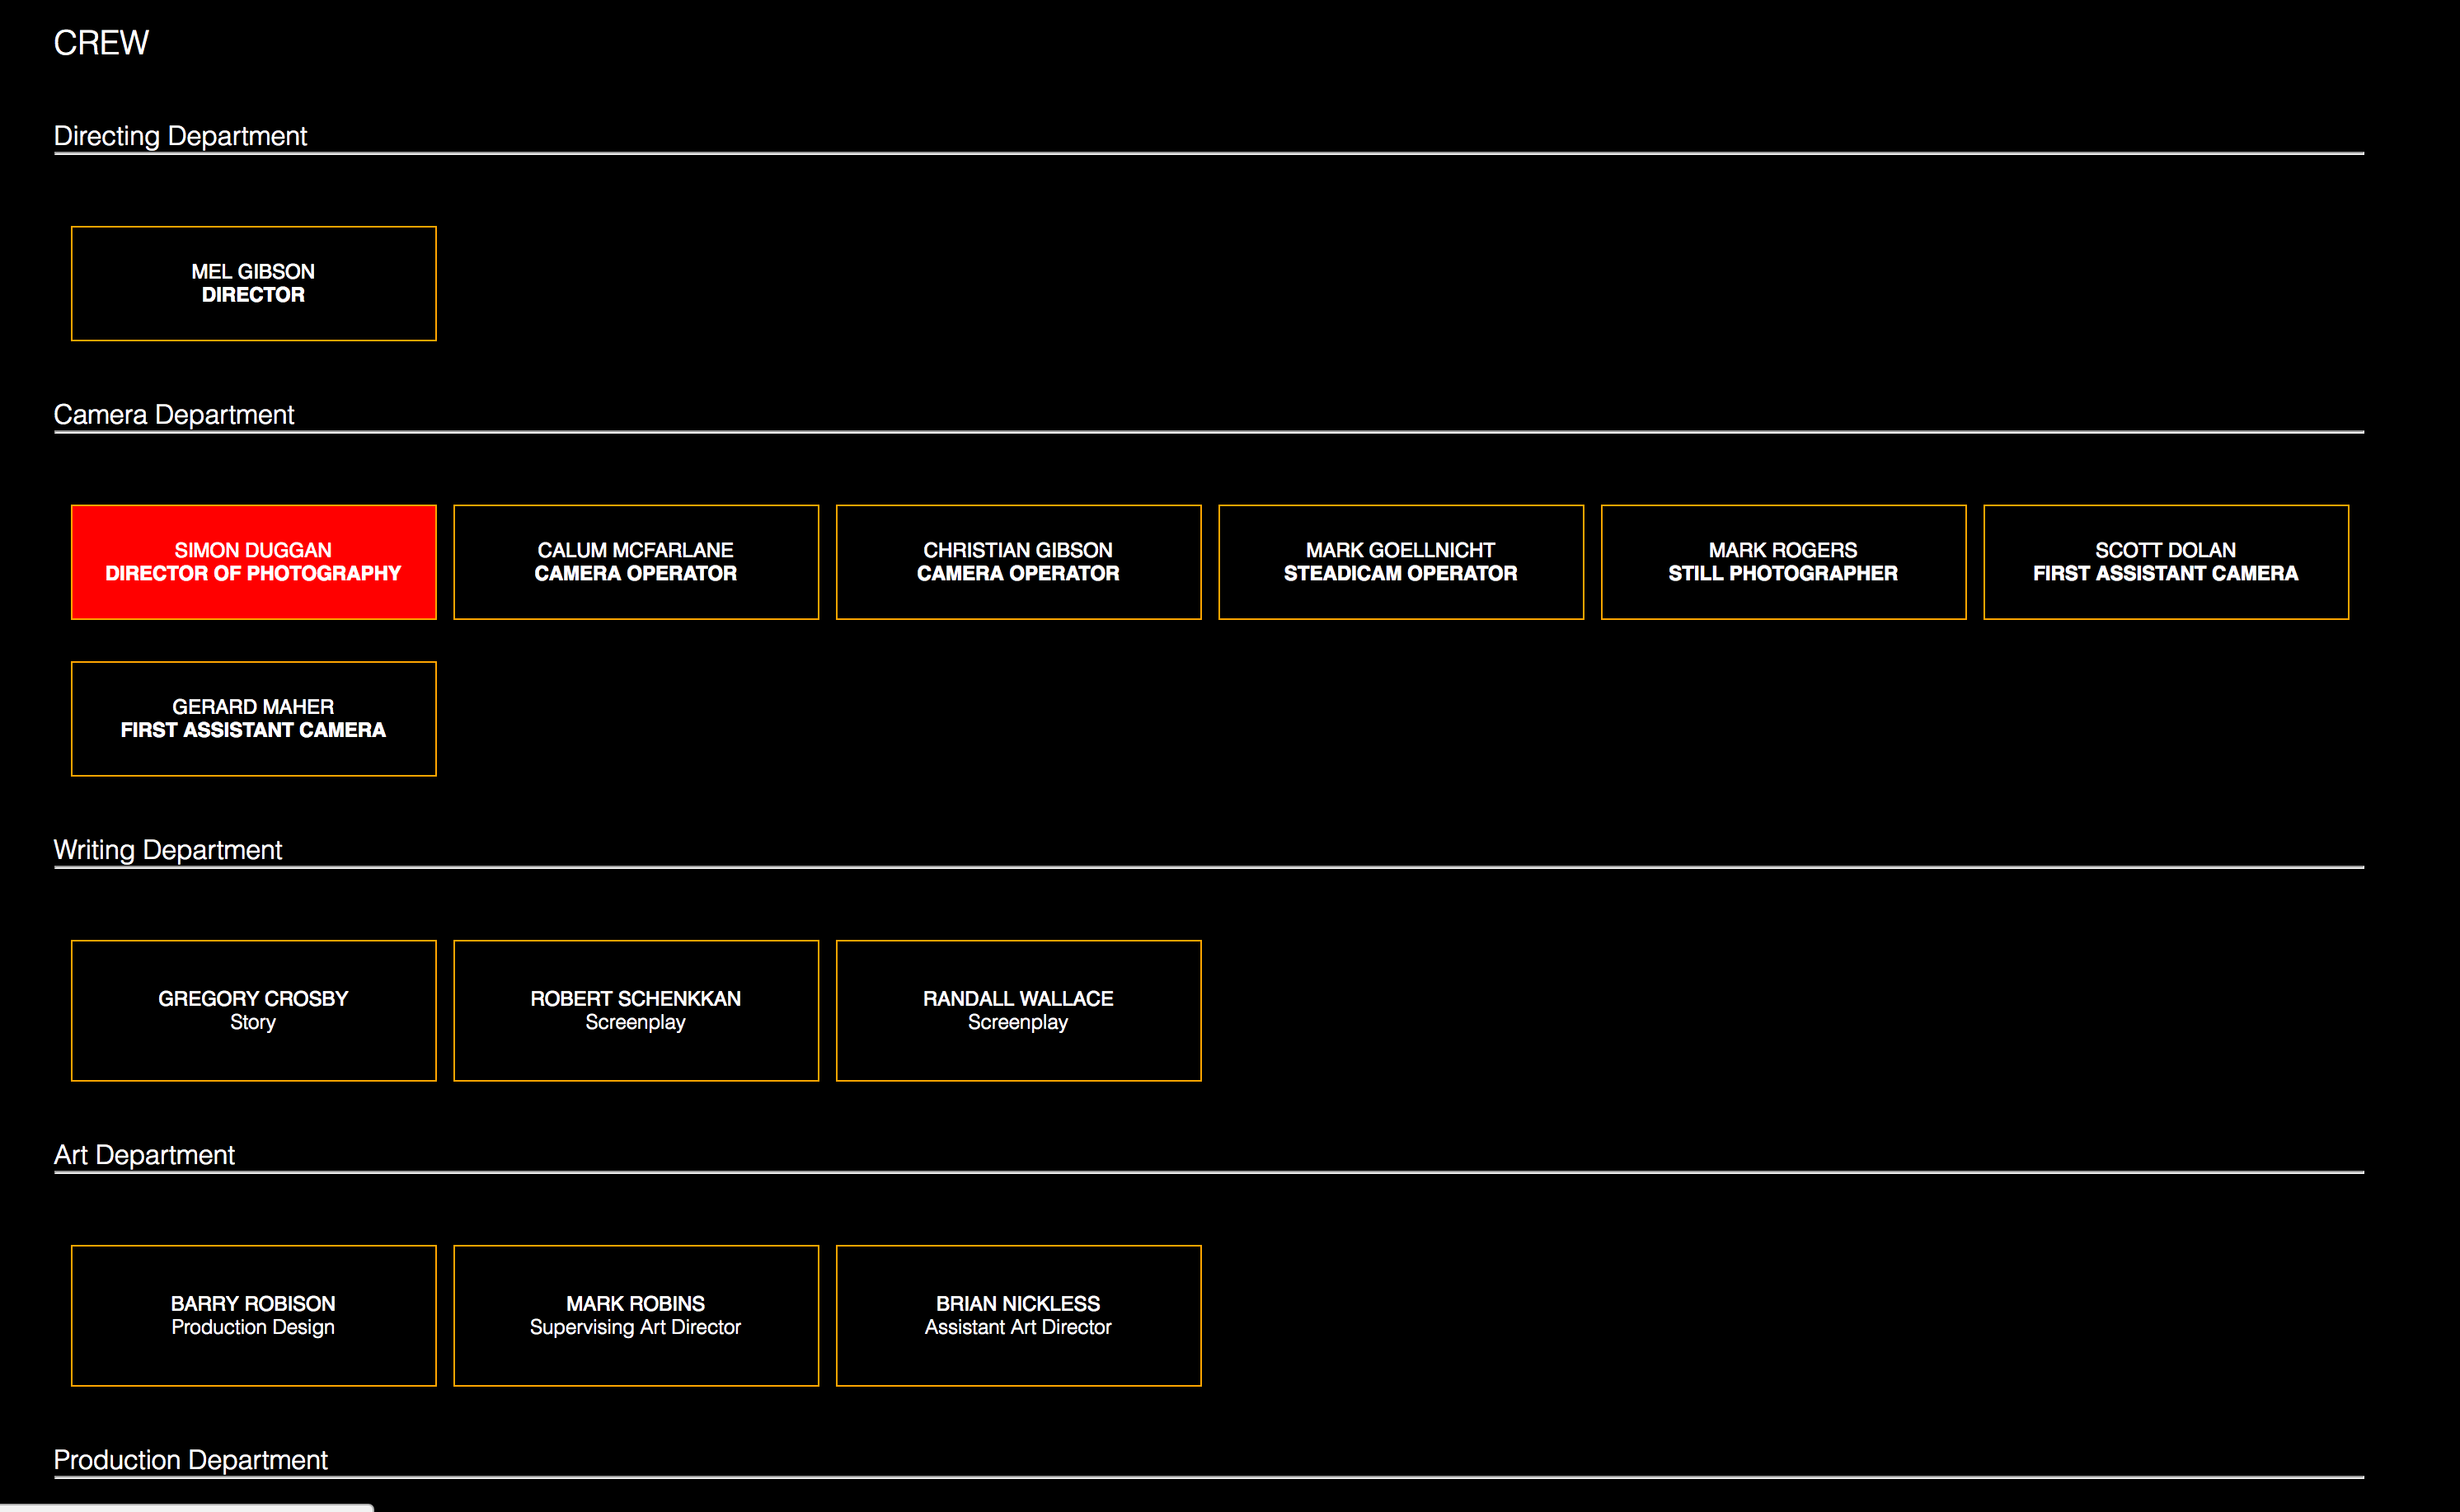 CREW
Directing Department
MEL GIBSON
DIRECTOR
Camera Department
SIMON DUGGAN
DIRECTOR OF PHOTOGRAPHY
CALUM MCFARLANE
CAMERA OPERATOR
CHRISTIAN GIBSON
CAMERA OPERATOR
MARK GOELLNICHT
STEADICAM OPERATOR
MARK ROGERS
STILL PHOTOGRAPHER
SCOTT DOLAN
FIRST ASSISTANT CAMERA
GERARD MAHER
FIRST ASSISTANT CAMERA
Writing Department
GREGORY CROSBY
Story
ROBERT SCHENKKAN
Screenplay
RANDALL WALLACE
Screenplay
Art Department
BARRY ROBISON
Production Design
MARK ROBINS
Supervising Art Director
BRIAN NICKLESS
Assistant Art Director
Production Department